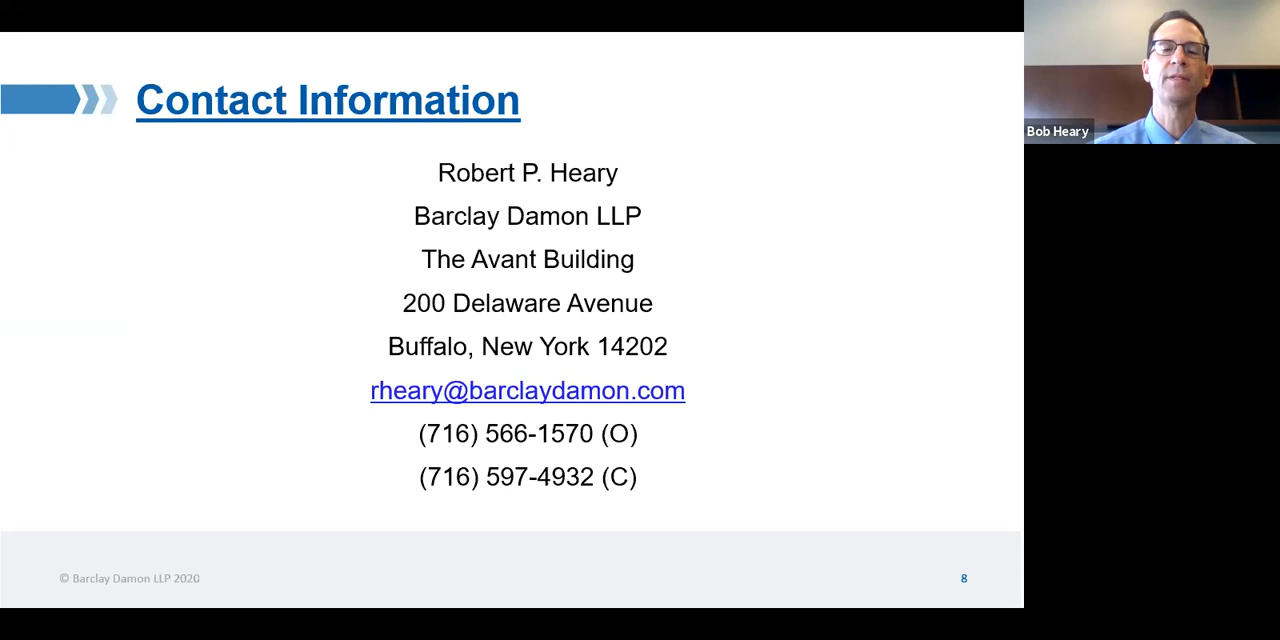 Contact Information
Robert P. Heary
Barclay Damon LLP
The Avant Building
200 Delaware Avenue
Buffalo, New York 14202
rheary@barclaydamon.com
(716) 566-1570 (O)
(716) 597-4932 (C)
© Barclay Damon LLP 2020
8
Bob Heary